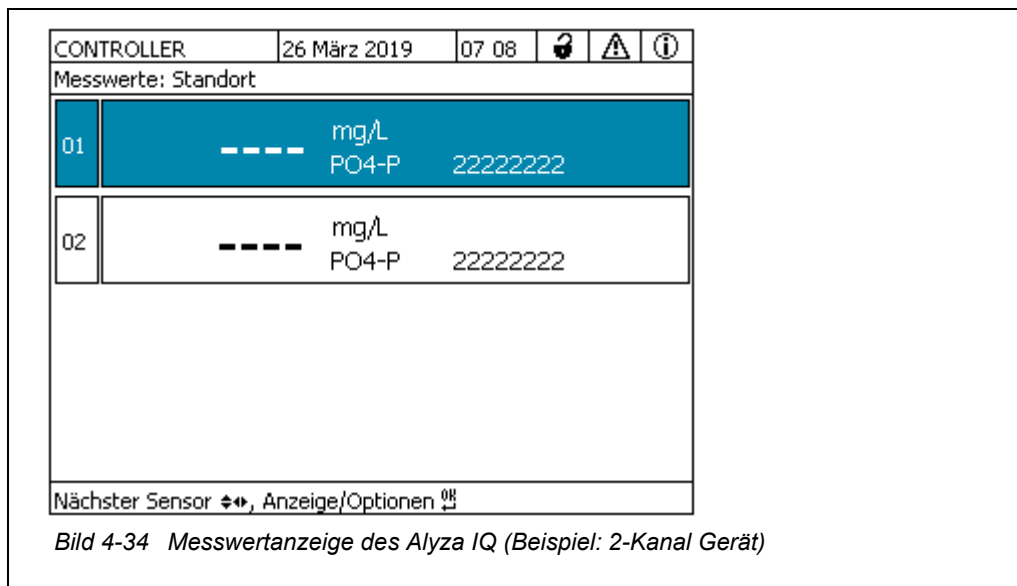 CONTROLLER 26 März 2019 07 08
Messwerte: Standort
01 ---- mg/L
PO4-P 22222222
02 ---- mg/L
PO4-P 22222222
Nächster Sensor, Anzeige/Optionen OK
Bild 4-34 Messwertanzeige des Alyza IQ (Beispiel: 2-Kanal Gerät)